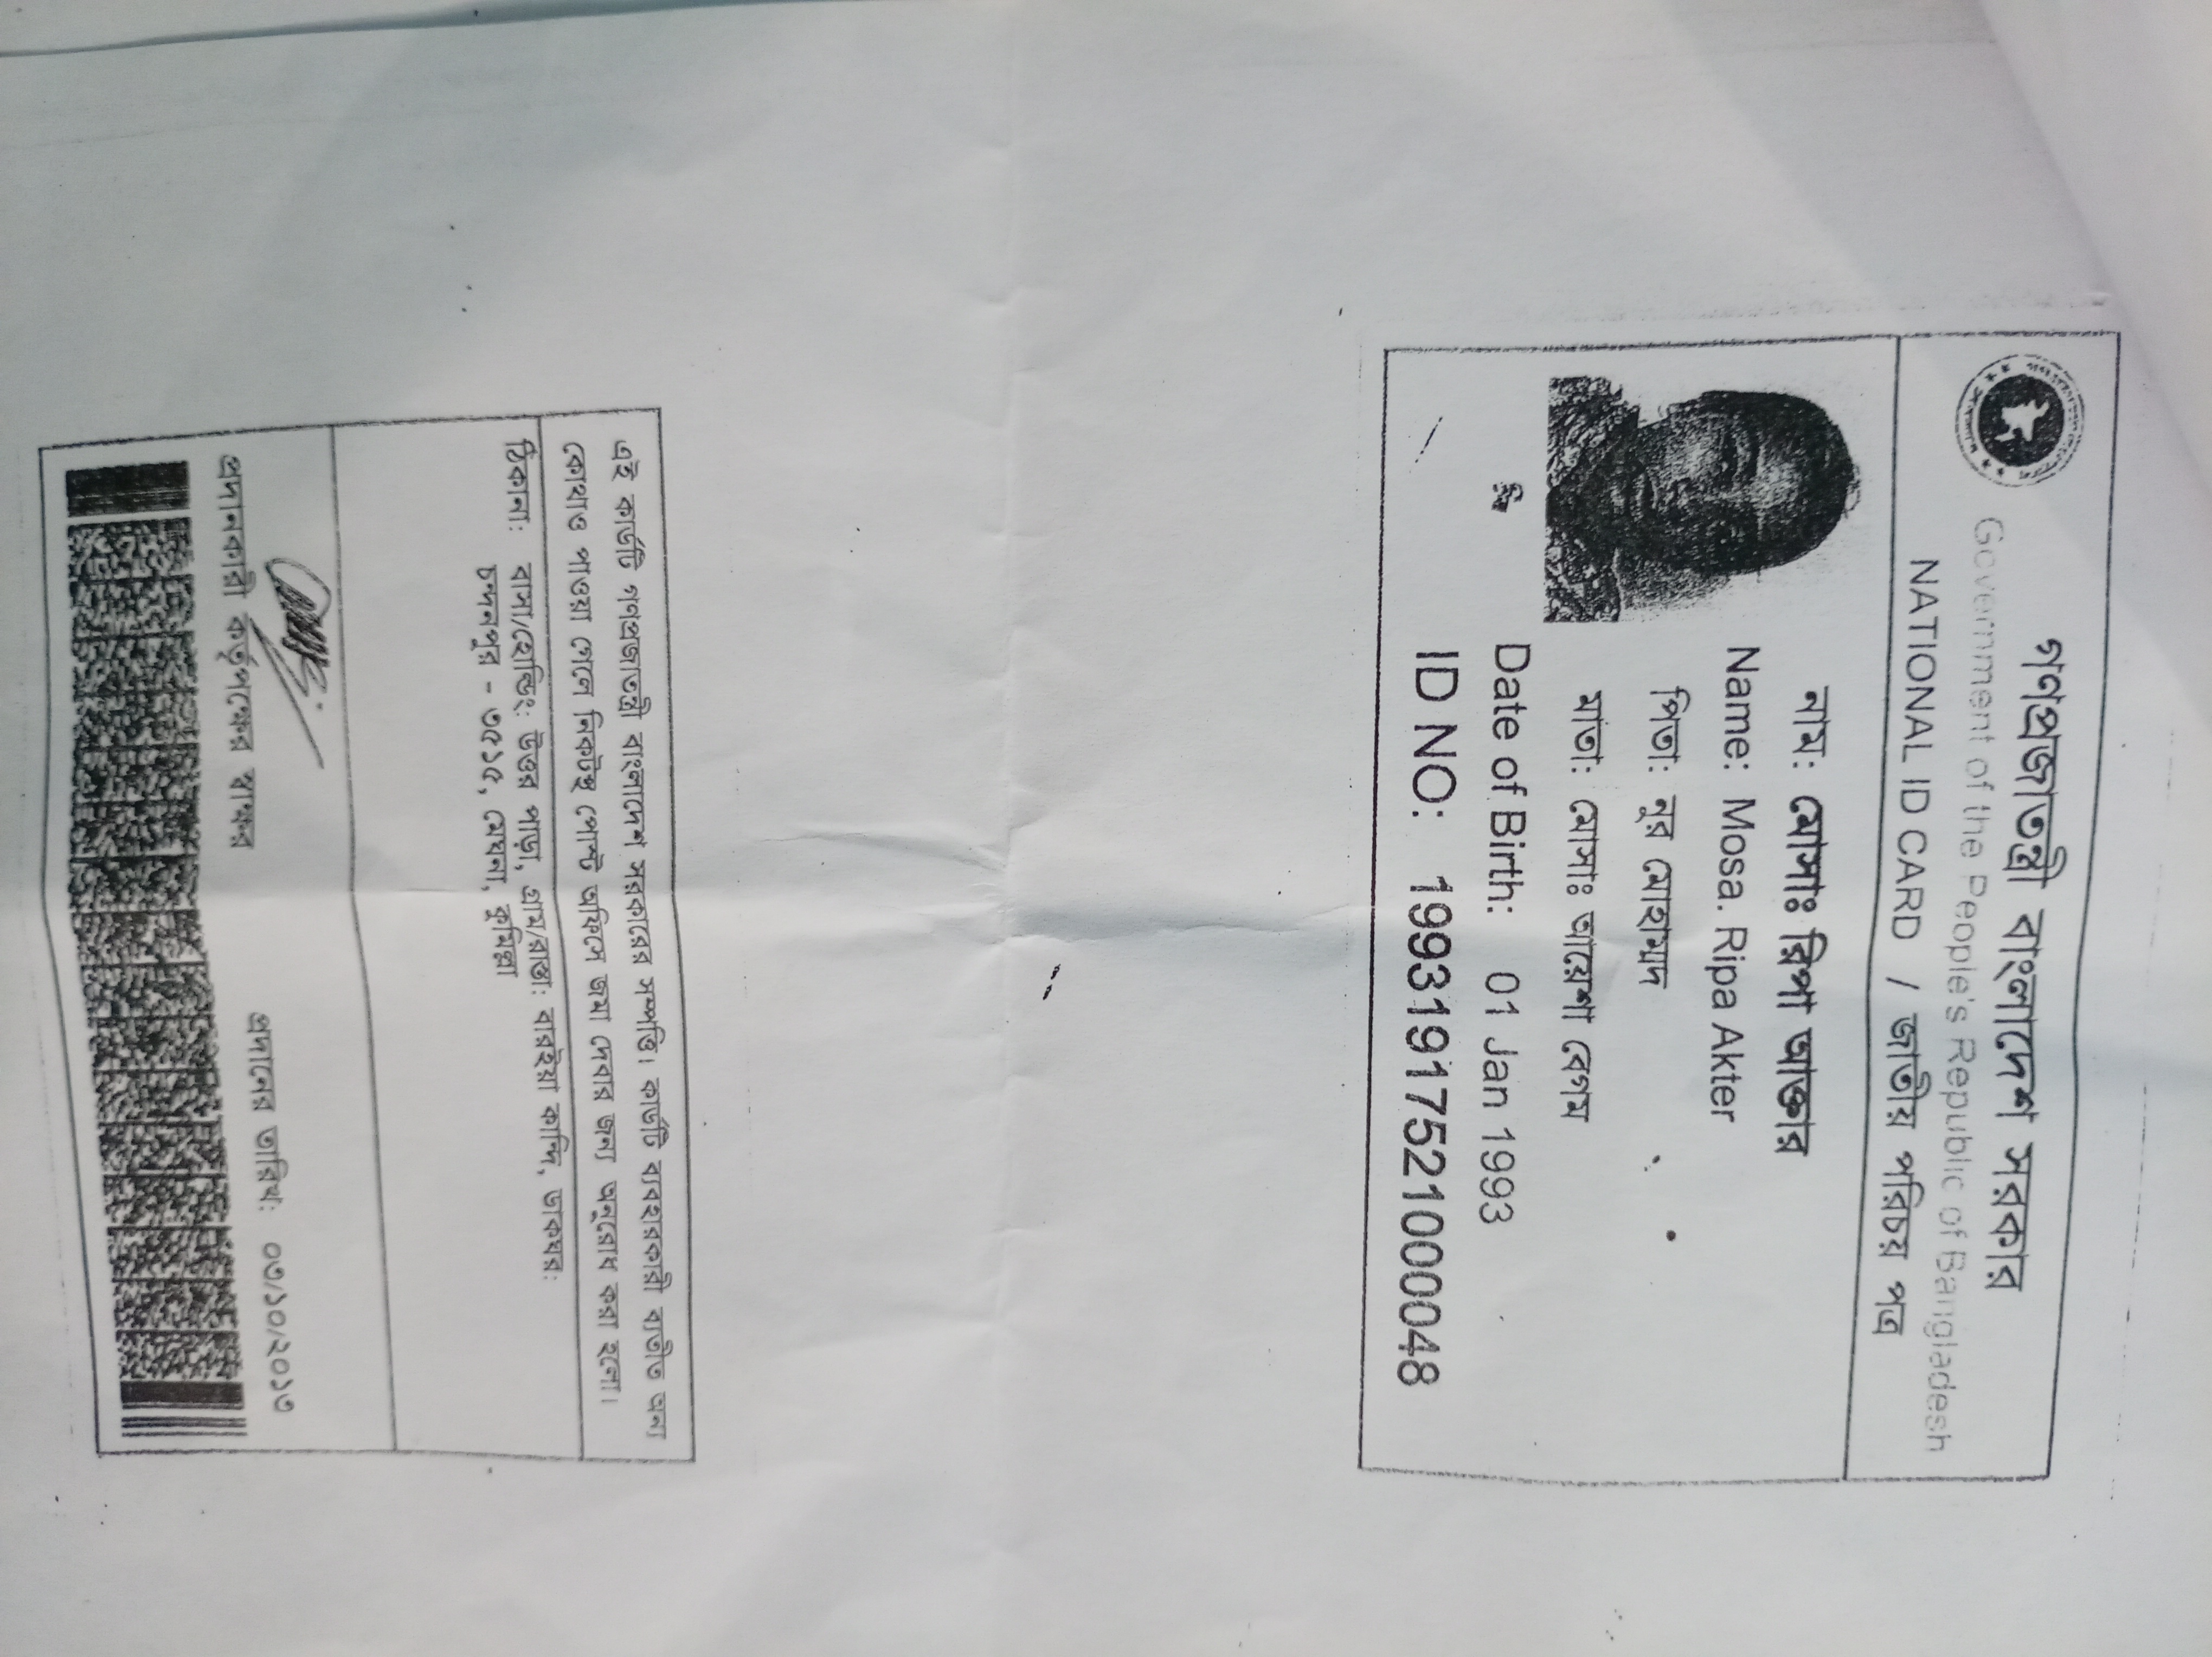 গণপ্রজাতন্ত্রী বাংলাদেশ সরকার
Government of the People's Republic of Bangladesh
NATIONAL ID CARD / জাতীয় পরিচয় পত্র
নাম: মোসাঃ রিপা আক্তার
Name: Mosa. Ripa Akter
পিতা: নুর মোহাম্মদ
মাতা: মোসাঃ আয়েশা বেগম
Date of Birth: 01 Jan 1993
ID NO: 19931917521000048
এই কার্ডটি গণপ্রজাতন্ত্রী বাংলাদেশ সরকারের সম্পত্তি। কার্ডটি ব্যবহারকারী ব্যতীত অন্য
কোথাও পাওয়া গেলে নিকটস্থ পোস্ট অফিসে জমা দেবার জন্য অনুরোধ করা হলো।
ঠিকানা: বাসা/হোল্ডিং: উত্তর পাড়া, গ্রাম/রাস্তা: বারইয়া কান্দি, ডাকঘর:
চন্দনপুর - ৩৫১৫, মেঘনা, কুমিল্লা
প্রদানকারী কর্তৃপক্ষের স্বাক্ষর
প্রদানের তারিখ: ০৩/১০/২০১৩